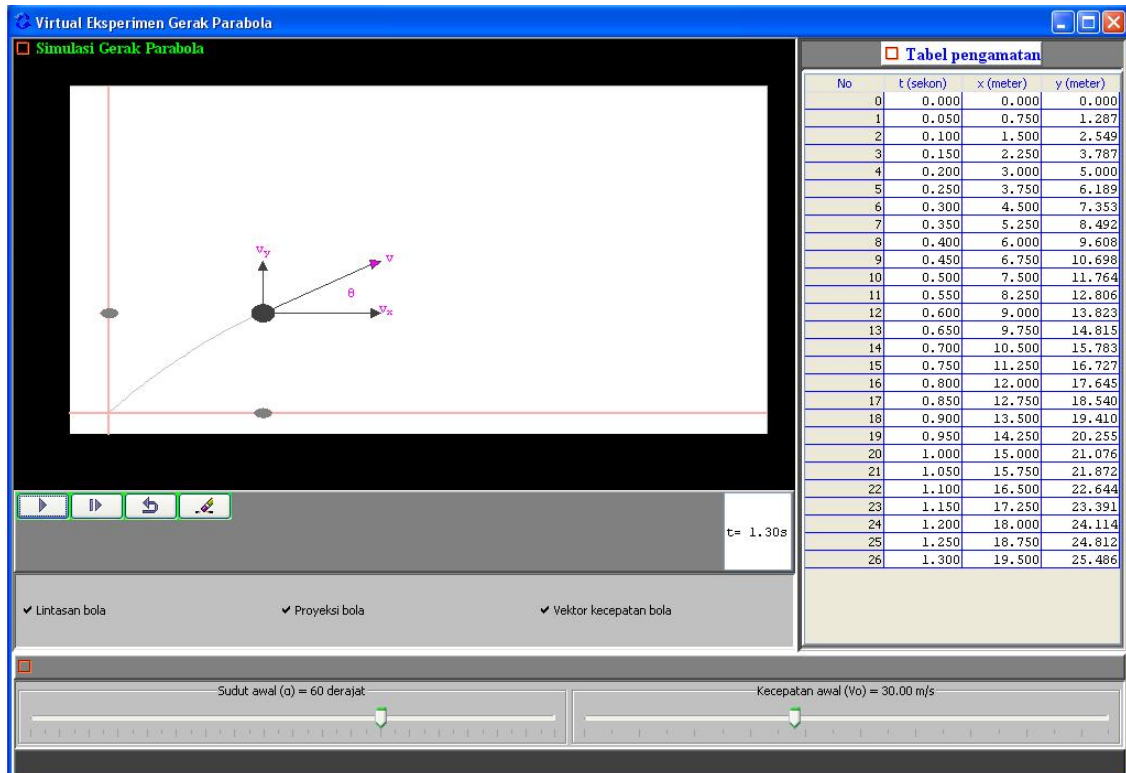 Virtual Eksperimen Gerak Parabola
Simulasi Gerak Parabola
vy
v
θ
vx
t= 1.30s
Lintasan bola
Proyeksi bola
Vektor kecepatan bola
Tabel pengamatan
No t (sekon) x (meter) y (meter)
0 0.000 0.000 0.000
1 0.050 0.750 1.287
2 0.100 1.500 2.549
3 0.150 2.250 3.787
4 0.200 3.000 5.000
5 0.250 3.750 6.189
6 0.300 4.500 7.353
7 0.350 5.250 8.492
8 0.400 6.000 9.608
9 0.450 6.750 10.698
10 0.500 7.500 11.764
11 0.550 8.250 12.806
12 0.600 9.000 13.823
13 0.650 9.750 14.815
14 0.700 10.500 15.783
15 0.750 11.250 16.727
16 0.800 12.000 17.645
17 0.850 12.750 18.540
18 0.900 13.500 19.410
19 0.950 14.250 20.255
20 1.000 15.000 21.076
21 1.050 15.750 21.872
22 1.100 16.500 22.644
23 1.150 17.250 23.391
24 1.200 18.000 24.114
25 1.250 18.750 24.812
26 1.300 19.500 25.486
Sudut awal (α) = 60 derajat
Kecepatan awal (Vo) = 30.00 m/s